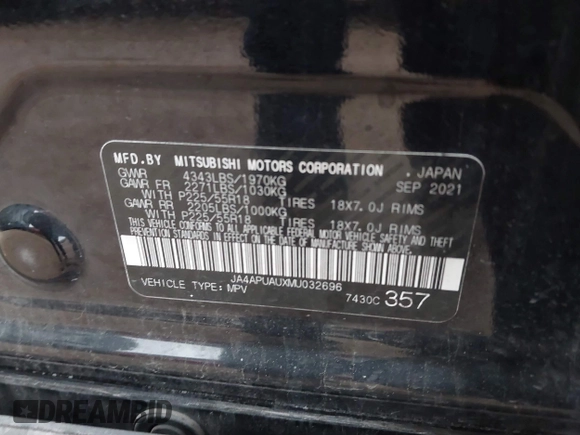 MFD.BY MITSUBISHI MOTORS CORPORATION . JAPAN
GVWR 4343LBS/1970KG SEP 2021
GAWR FR 2271LBS/1030KG
WITH P225/55R18 TIRES 18X7.0J RIMS
GAWR RR 2205LBS/1000KG
WITH P225/55R18 TIRES 18X7.0J RIMS
THIS VEHICLE CONFORMS TO ALL APPLICABLE FEDERAL MOTOR VEHICLE SAFETY AND THEFT
PREVENTION STANDARDS IN EFFECT ON THE DATE OF MANUFACTURE SHOWN ABOVE.
JA4APUAUXMU032696
VEHICLE TYPE: MPV 7430C 357
DREAMBID